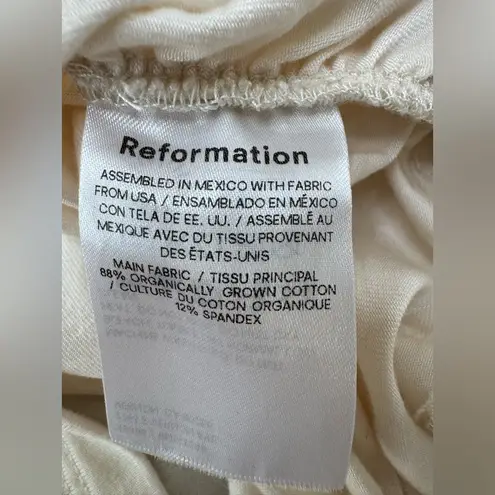 Reformation
ASSEMBLED IN MEXICO WITH FABRIC
FROM USA / ENSAMBLADO EN MÉXICO
CON TELA DE EE. UU. / ASSEMBLÉ AU
MEXIQUE AVEC DU TISSU PROVENANT
DES ÉTATS-UNIS
MAIN FABRIC / TISSU PRINCIPAL
88% ORGANICALLY GROWN COTTON
/ CULTURE DU COTON ORGANIQUE
12% SPANDEX